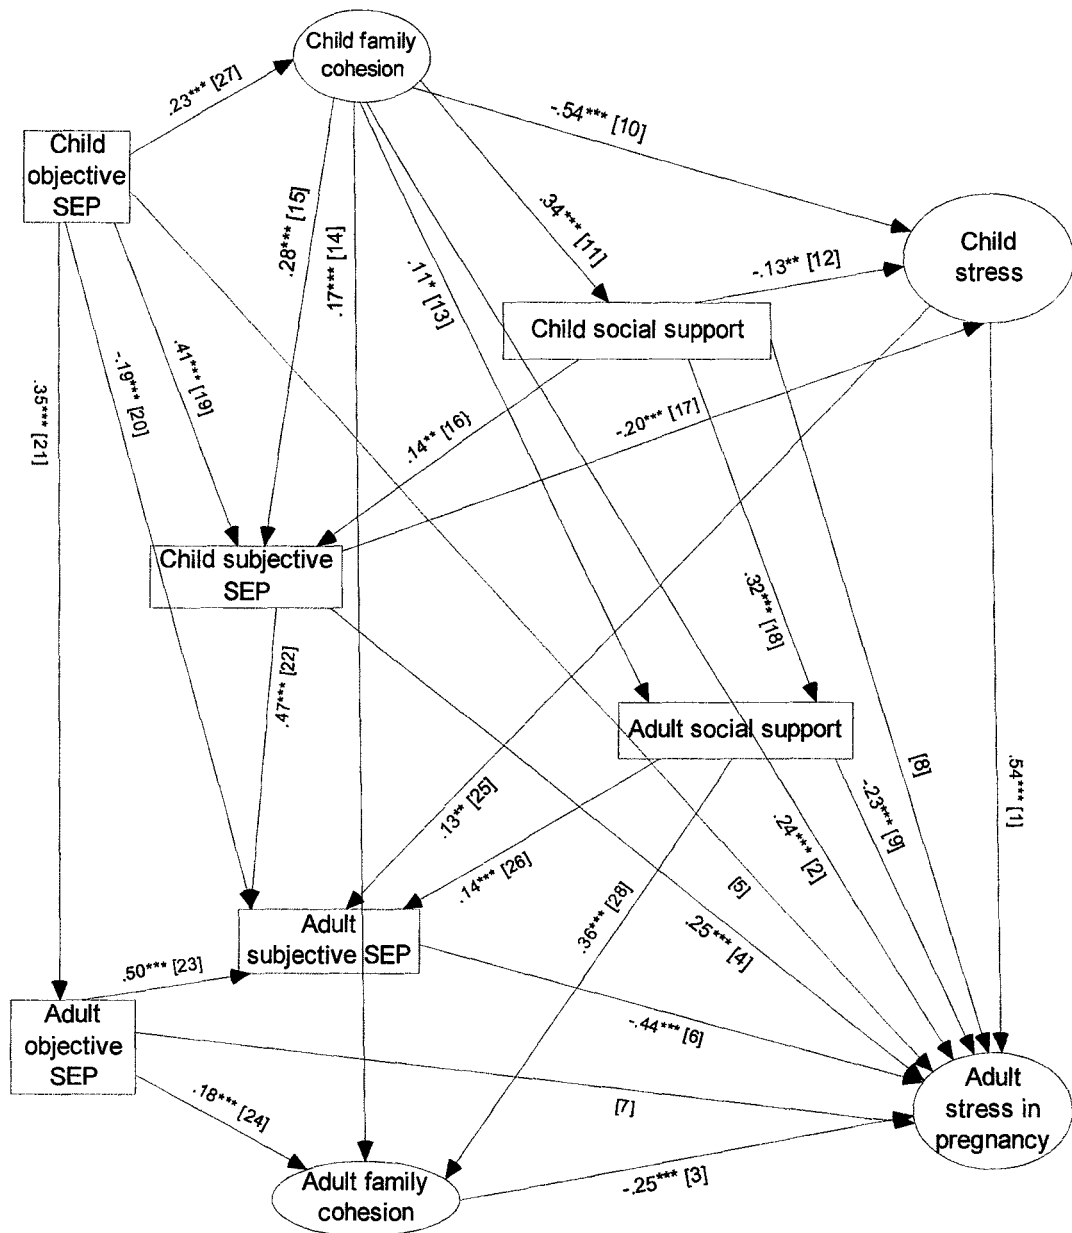 Child family
cohesion
.23*** [27]
-.54*** [10]
Child
objective
SEP
.34*** [11]
Child
stress
.28*** [15]
.17*** [14]
.11* [13]
-.13** [12]
Child social support
.35*** [21]
-.19*** [20]
.41*** [19]
.14** [16}
-.20*** [17]
Child subjective
SEP
.32*** [18]
.47*** [22]
Adult social support
[8]
.54*** [1]
.13** [25]
-.23*** [9]
.24*** [2]
.14*** [26]
[5]
.25*** [4]
.36*** [28]
Adult
subjective SEP
.50*** [23]
Adult
objective
SEP
-.44*** [6]
[7]
.18*** [24]
Adult
stress in
pregnancy
Adult family
cohesion
-.25*** [3]